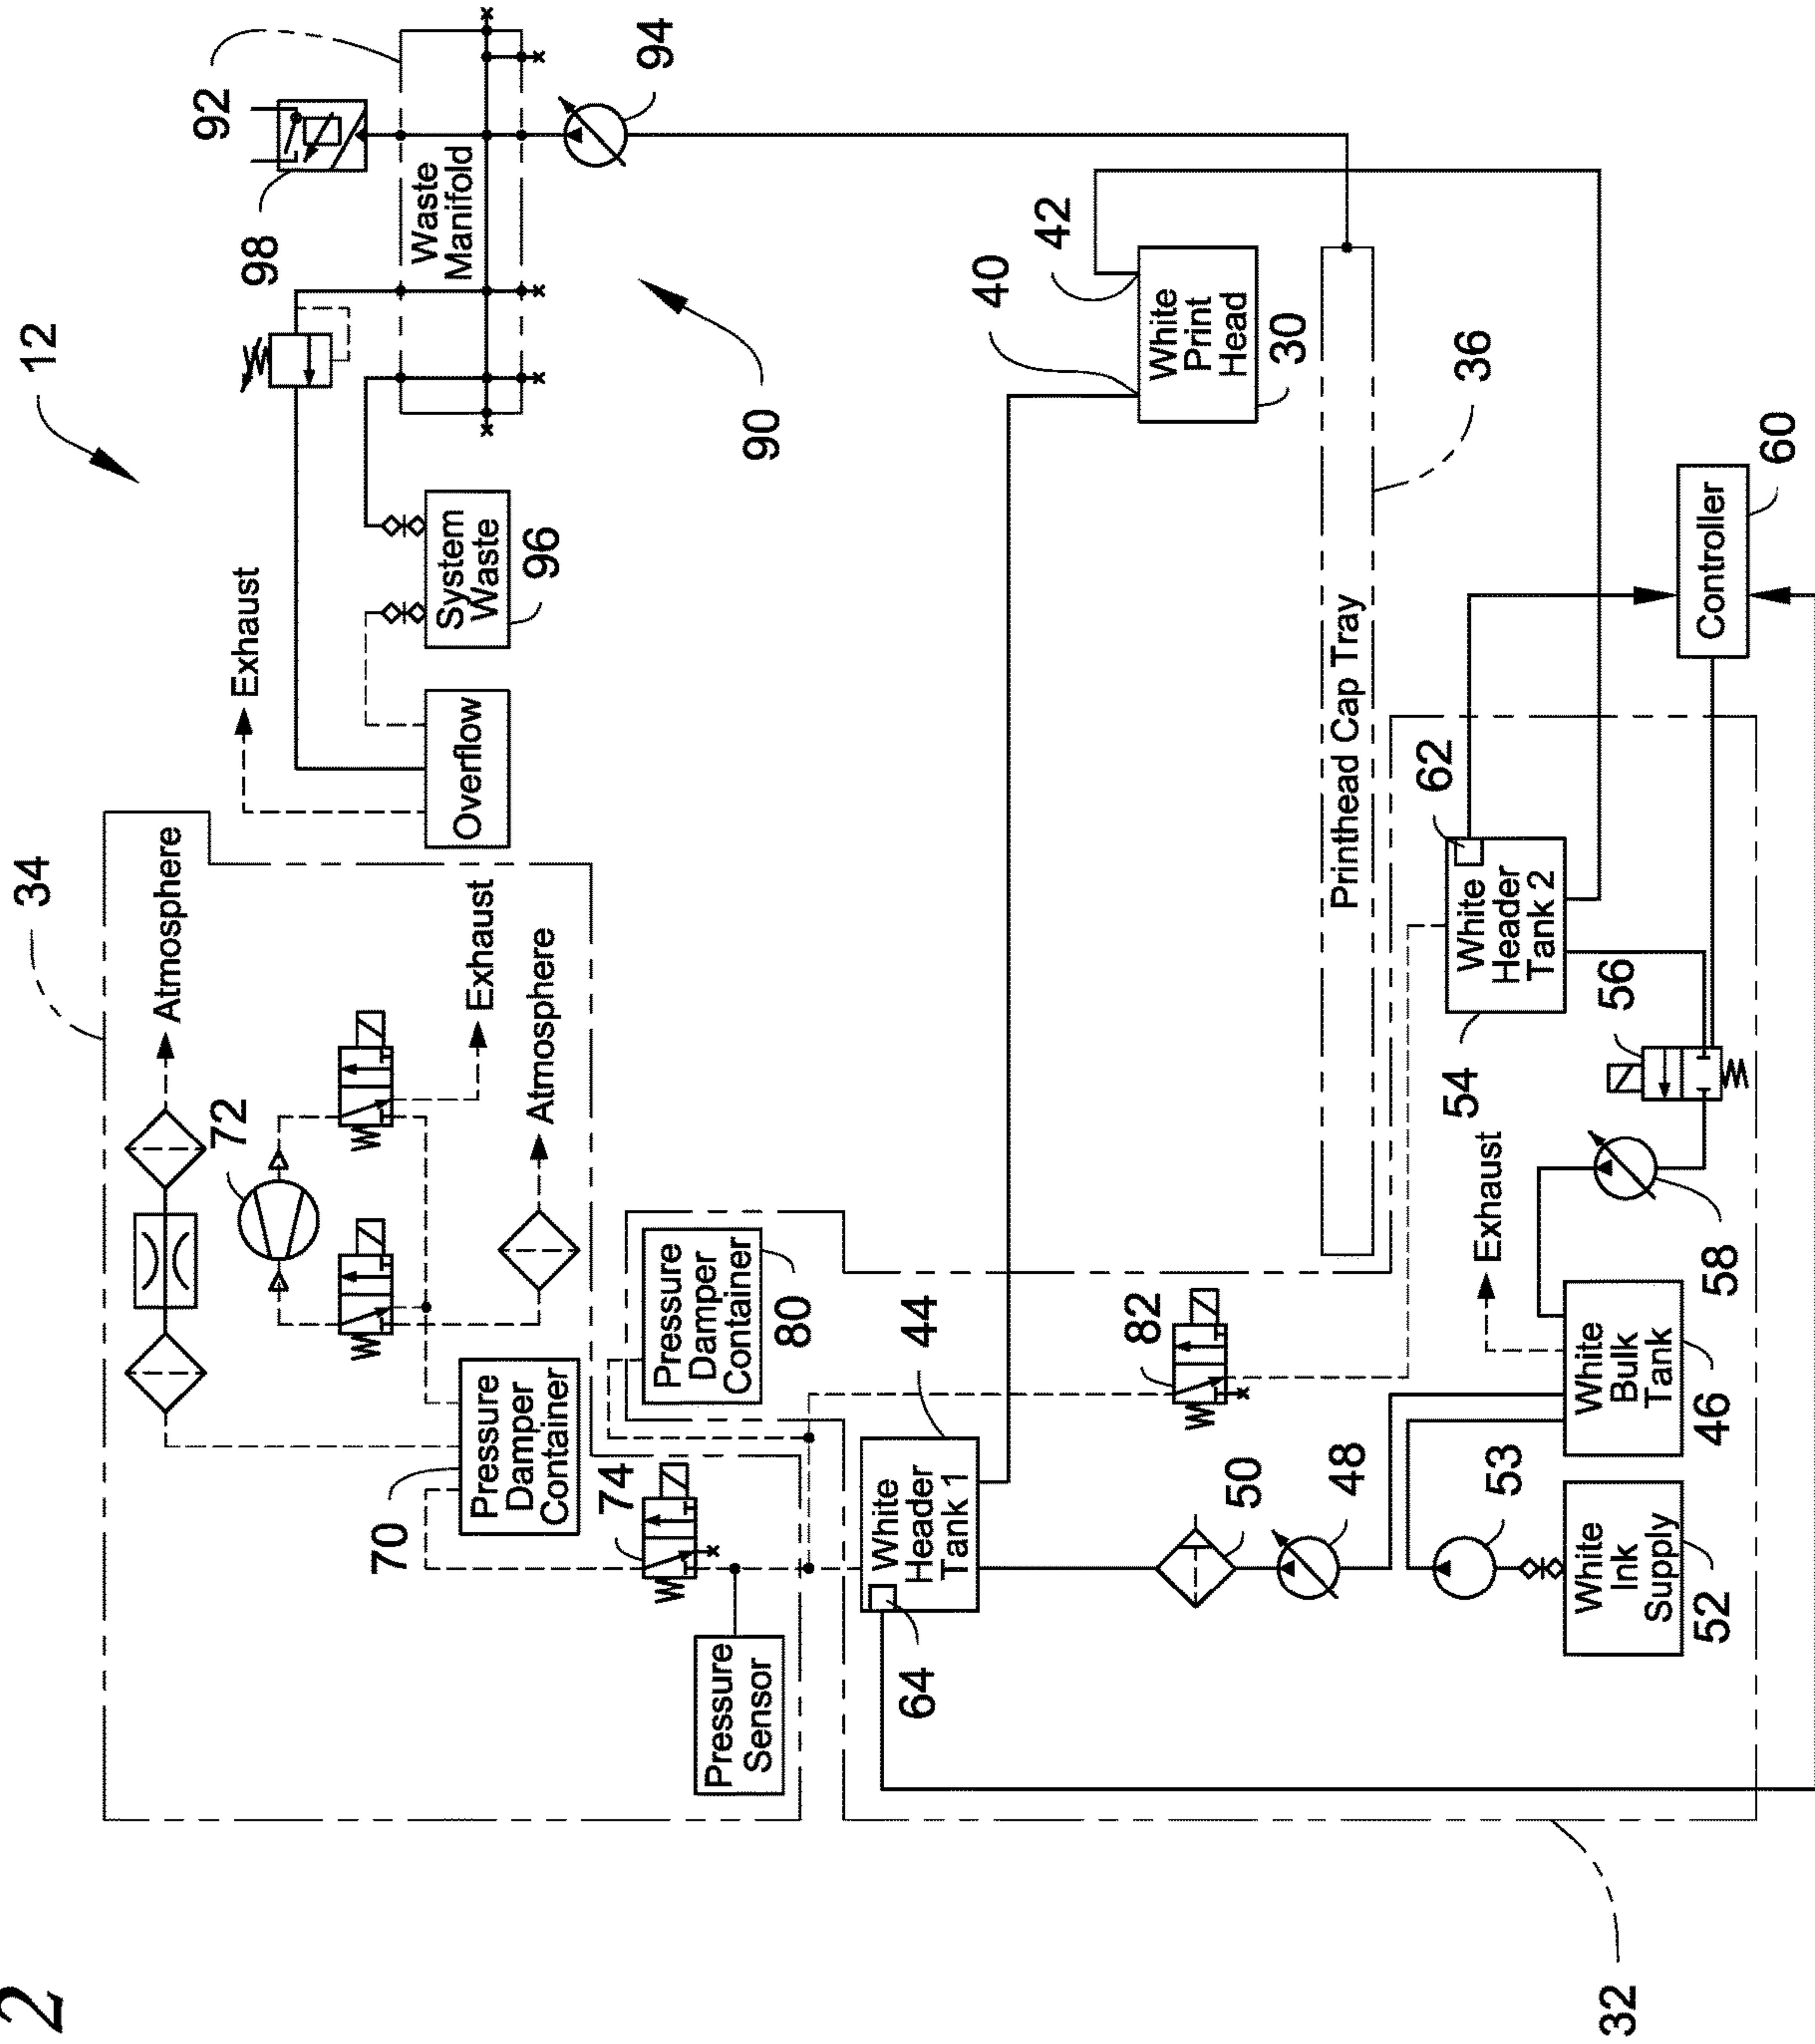 2
12
34
Atmosphere
72
Exhaust
Atmosphere
70
Pressure
Damper
Container
74
Pressure
Sensor
Exhaust
Overflow
System
Waste
96
98
92
Waste
Manifold
94
90
Pressure
Damper
Container
80
82
44
White
Header
Tank 1
64
50
48
53
White
Ink
Supply
52
White
Bulk
Tank
46
Exhaust
58
56
54
White
Header
Tank 2
62
40
42
White
Print
Head
30
36
Printhead Cap Tray
Controller
60
32